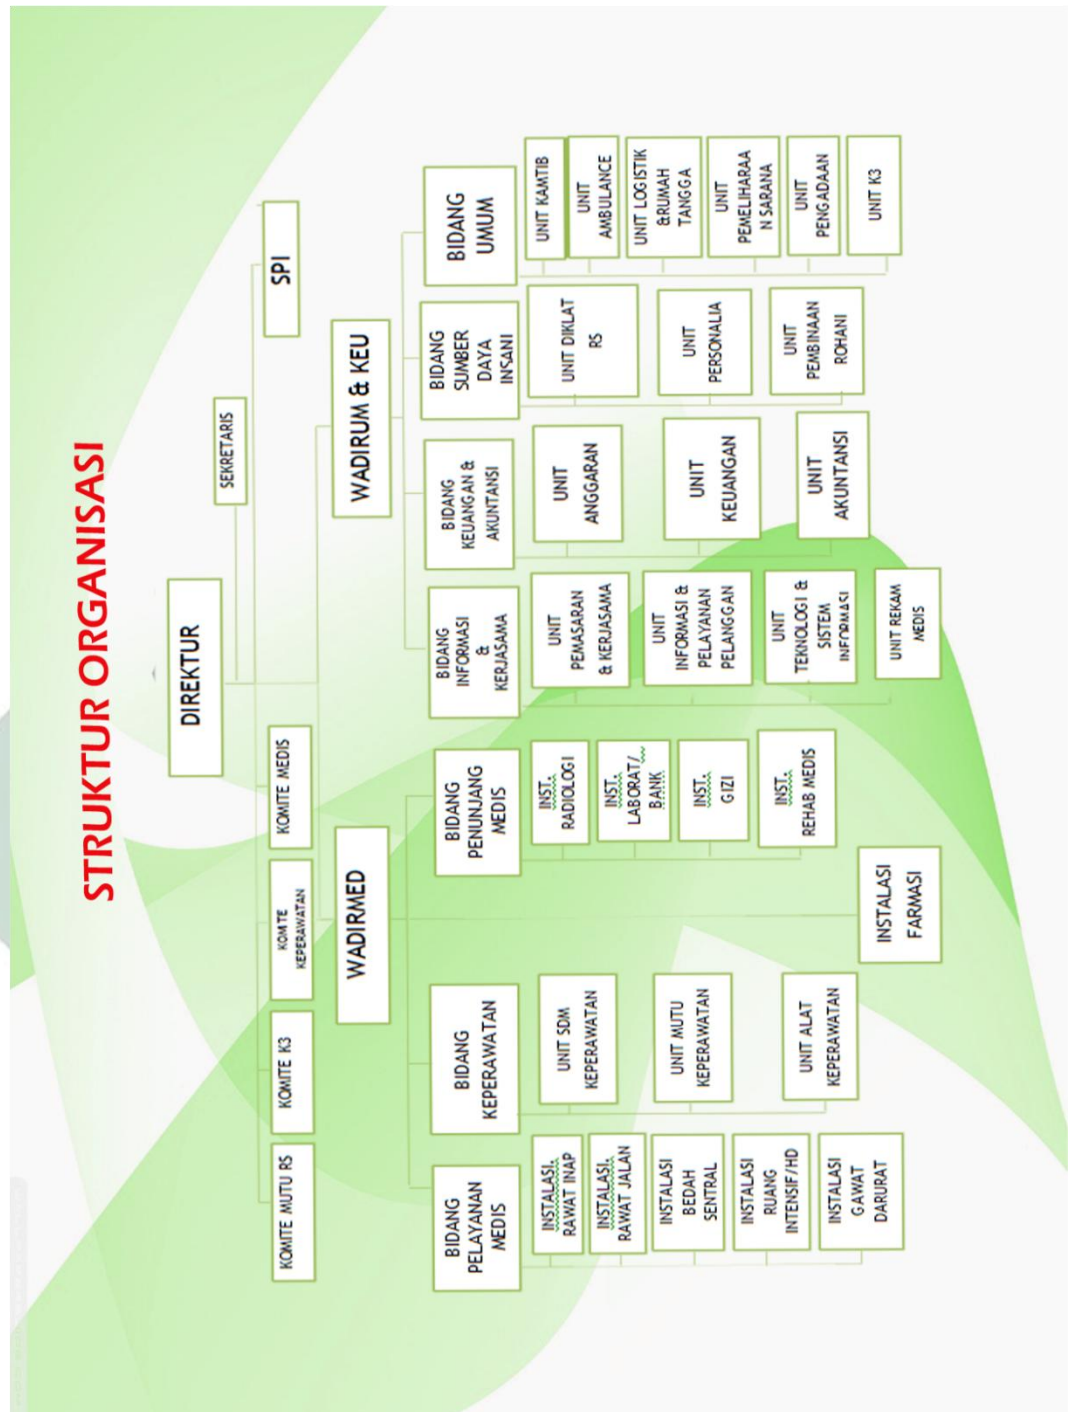 STRUKTUR ORGANISASI
DIREKTUR
SEKRETARIS
KOMITE MUTU RS
KOMITE K3
KOMTE
KEPERAWATAN
KOMITE MEDIS
SPI
WADIRMED
WADIRUM & KEU
BIDANG
PELAYANAN
MEDIS
BIDANG
KEPERAWATAN
BIDANG
PENUNJANG
MEDIS
BIDANG
INFORMASI
&
KERJASAMA
BIDANG
KEUANGAN &
AKUNTANSI
BIDANG
SUMBER
DAYA
INSANI
BIDANG
UMUM
INSTALASI.
RAWAT INAP
INSTALASI.
RAWAT JALAN
INSTALASI
BEDAH
SENTRAL
INSTALASI
RUANG
INTENSIF/HD
INSTALASI
GAWAT
DARURAT
UNIT SDM
KEPERAWATAN
UNIT MUTU
KEPERAWATAN
UNIT ALAT
KEPERAWATAN
INST.
RADIOLOGI
INST.
LABORAT/
BANK
INST.
GIZI
INST.
REHAB MEDIS
INSTALASI
FARMASI
UNIT
PEMASARAN
& KERJASAMA
UNIT
INFORMASI &
PELAYANAN
PELANGGAN
UNIT
TEKNOLOGI &
SISTEM
INFORMASI
UNIT REKAM
MEDIS
UNIT
ANGGARAN
UNIT
KEUANGAN
UNIT
AKUNTANSI
UNIT DIKLAT
RS
UNIT
PERSONALIA
UNIT
PEMBINAAN
ROHANI
UNIT KAMTIB
UNIT
AMBULANCE
UNIT LOGISTIK
&RUMAH
TANGGA
UNIT
PEMELIHARAA
N SARANA
UNIT
PENGADAAN
UNIT K3